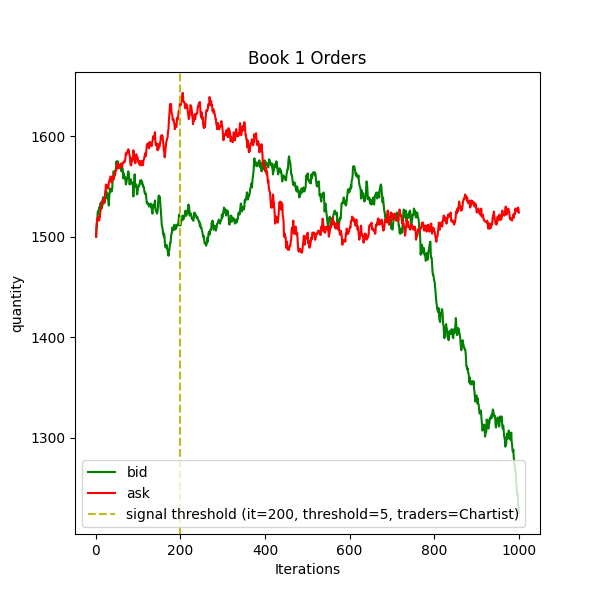 Book 1 Orders
quantity
1600
1500
1400
1300
bid
ask
signal threshold (it=200, threshold=5, traders=Chartist)
0 200 400 600 800 1000
Iterations